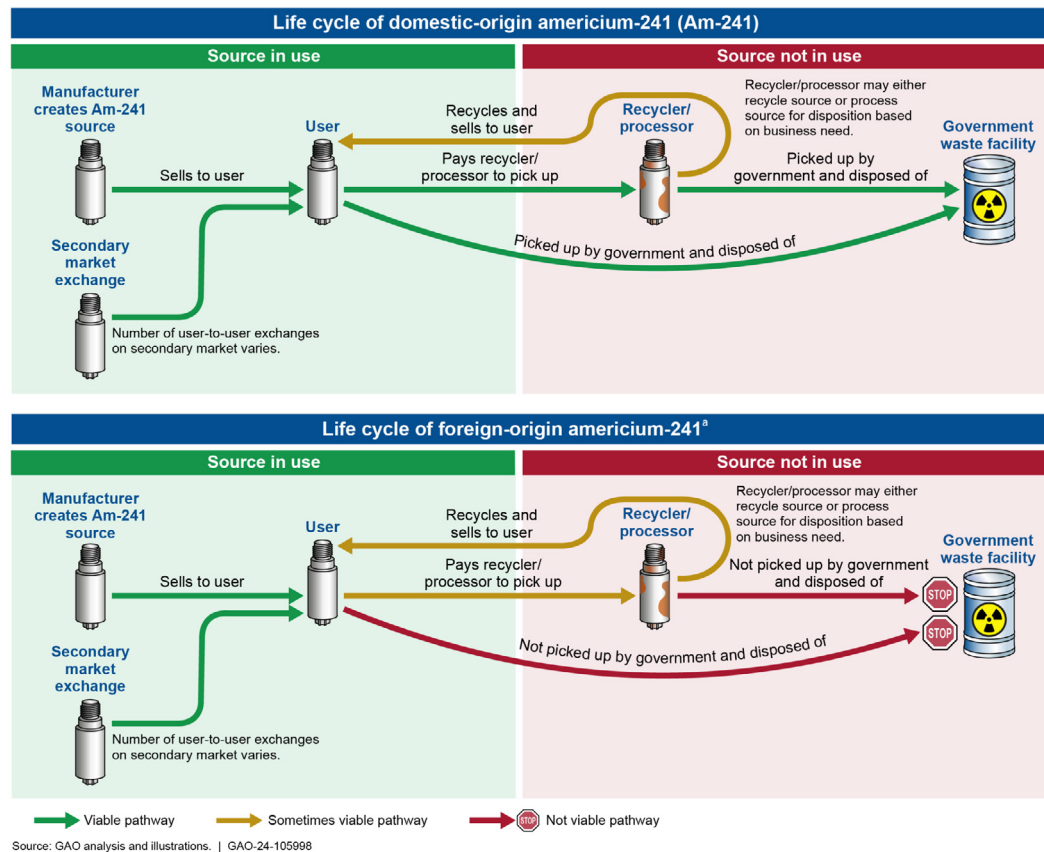 Life cycle of domestic-origin americium-241 (Am-241)
Source in use
Source not in use
Manufacturer
creates Am-241
source
User
Recycles and
sells to user
Recycler/
processor
Recycler/processor may either
recycle source or process
source for disposition based
on business need.
Government
waste facility
Sells to user
Pays recycler/
processor to pick up
Picked up by
government and disposed of
Secondary
market
exchange
Picked up by government and disposed of
Number of user-to-user exchanges
on secondary market varies.
Life cycle of foreign-origin americium-241a
Source in use
Source not in use
Manufacturer
creates Am-241
source
User
Recycles and
sells to user
Recycler/
processor
Recycler/processor may either
recycle source or process
source for disposition based
on business need.
Government
waste facility
Sells to user
Pays recycler/
processor to pick up
Not picked up by government
and disposed of
STOP
STOP
Secondary
market
exchange
Not picked up by government and disposed of
Number of user-to-user exchanges
on secondary market varies.
Viable pathway
Sometimes viable pathway
STOP
Not viable pathway
Source: GAO analysis and illustrations. | GAO-24-105998